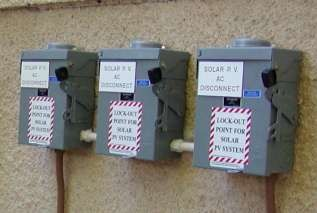 SOLAR P.V.
AC
DISCONNECT
LOCK-OUT
POINT FOR
SOLAR
PV SYSTEM
SOLAR P.V.
AC
DISCONNECT
LOCK-OUT
POINT FOR
SOLAR
PV SYSTEM
SOLAR P.V.
AC
DISCONNECT
LOCK-OUT
POINT FOR
SOLAR
PV SYSTEM